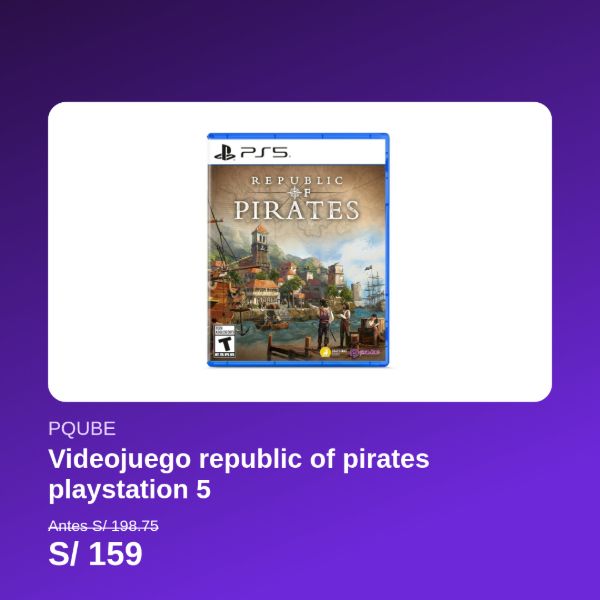 PS5
REPUBLIC
OF
PIRATES
T
PQUBE
Videojuego republic of pirates
playstation 5
Antes S/ 198.75
S/ 159